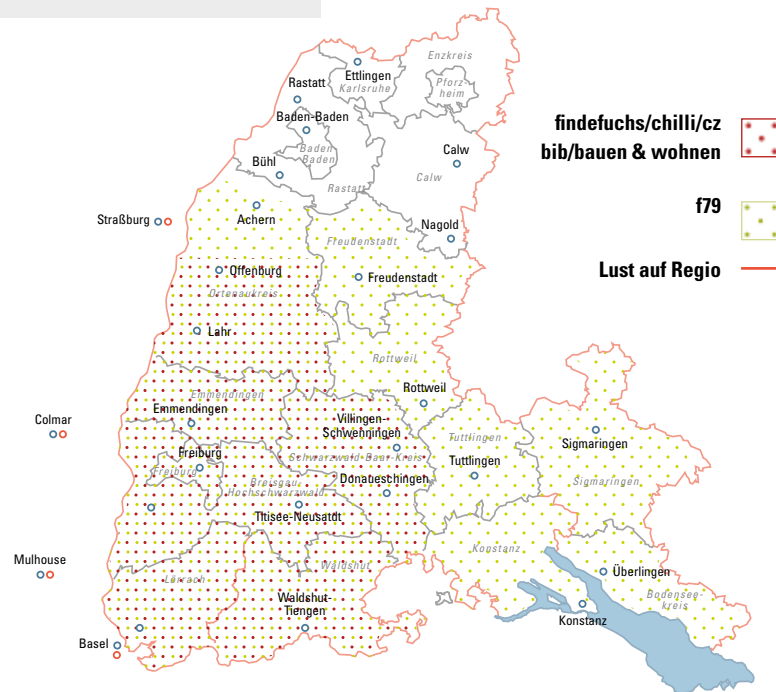 Enzkreis
Ettlingen
Karlsruhe
Rastatt
Pforz-
heim
Baden-Baden
findefuchs/chilli/cz
bib/bauen & wohnen
Baden
Baden
Bühl
Calw
Calw
Rastatt
f79
Straßburg
Achern
Nagold
Freudenstadt
Lust auf Regio
Offenburg
Freudenstadt
Ortenaukreis
Lahr
Rottweil
Rottweil
Emmendingen
Emmendingen
Colmar
Villingen-
Schwenningen
Tuttlingen
Sigmaringen
Freiburg
Schwarzwald-Baar-Kreis
Tuttlingen
Freiburg
Breisgau
Hochschwarzwald
Donaueschingen
Sigmaringen
Titisee-Neustadt
Konstanz
Mulhouse
Waldshut
Überlingen
Lörrach
Bodensee-
kreis
Waldshut-
Tiengen
Konstanz
Basel